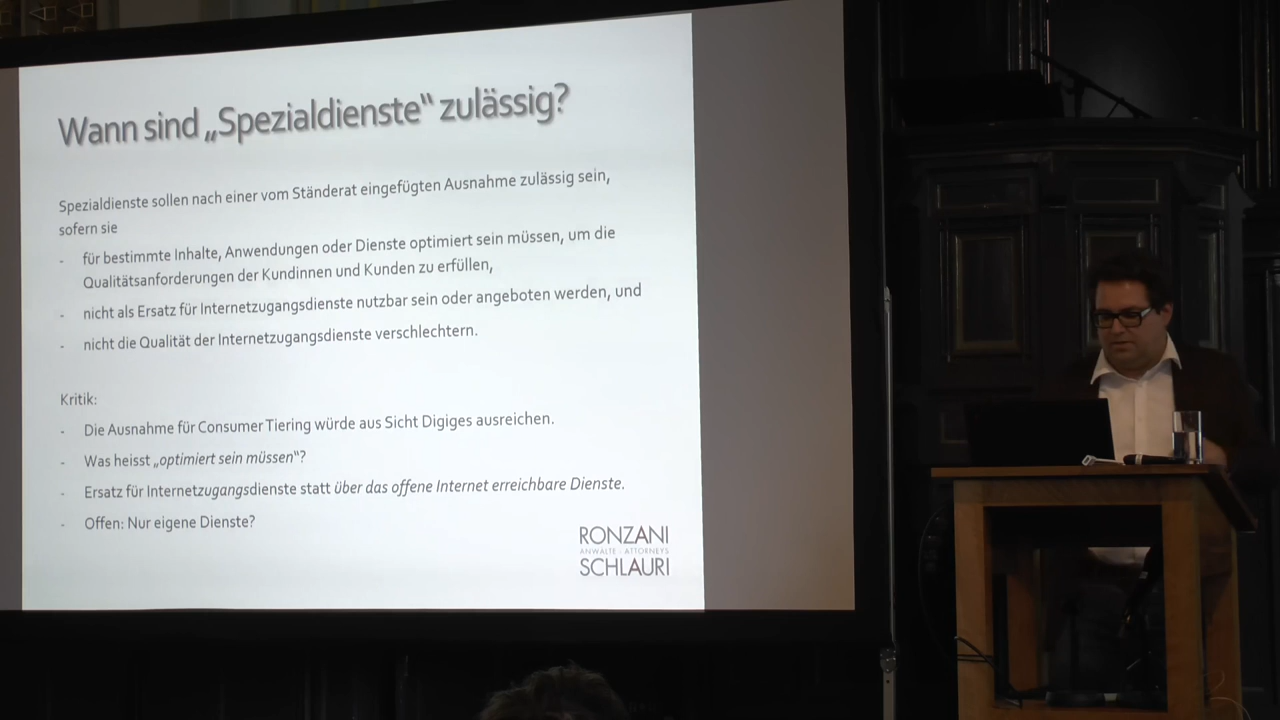 Wann sind „Spezialdienste“ zulässig?
Spezialdienste sollen nach einer vom Ständerat eingefügten Ausnahme zulässig sein,
sofern sie
- für bestimmte Inhalte, Anwendungen oder Dienste optimiert sein müssen, um die
Qualitätsanforderungen der Kundinnen und Kunden zu erfüllen,
- nicht als Ersatz für Internetzugangsdienste nutzbar sein oder angeboten werden, und
- nicht die Qualität der Internetzugangsdienste verschlechtern.
Kritik:
- Die Ausnahme für Consumer Tiering würde aus Sicht Digiges ausreichen.
- Was heisst „optimiert sein müssen“?
- Ersatz für Internetzugangsdienste statt über das offene Internet erreichbare Dienste.
- Offen: Nur eigene Dienste?
RONZANI
ANWÄLTE · ATTORNEYS
SCHLAURI